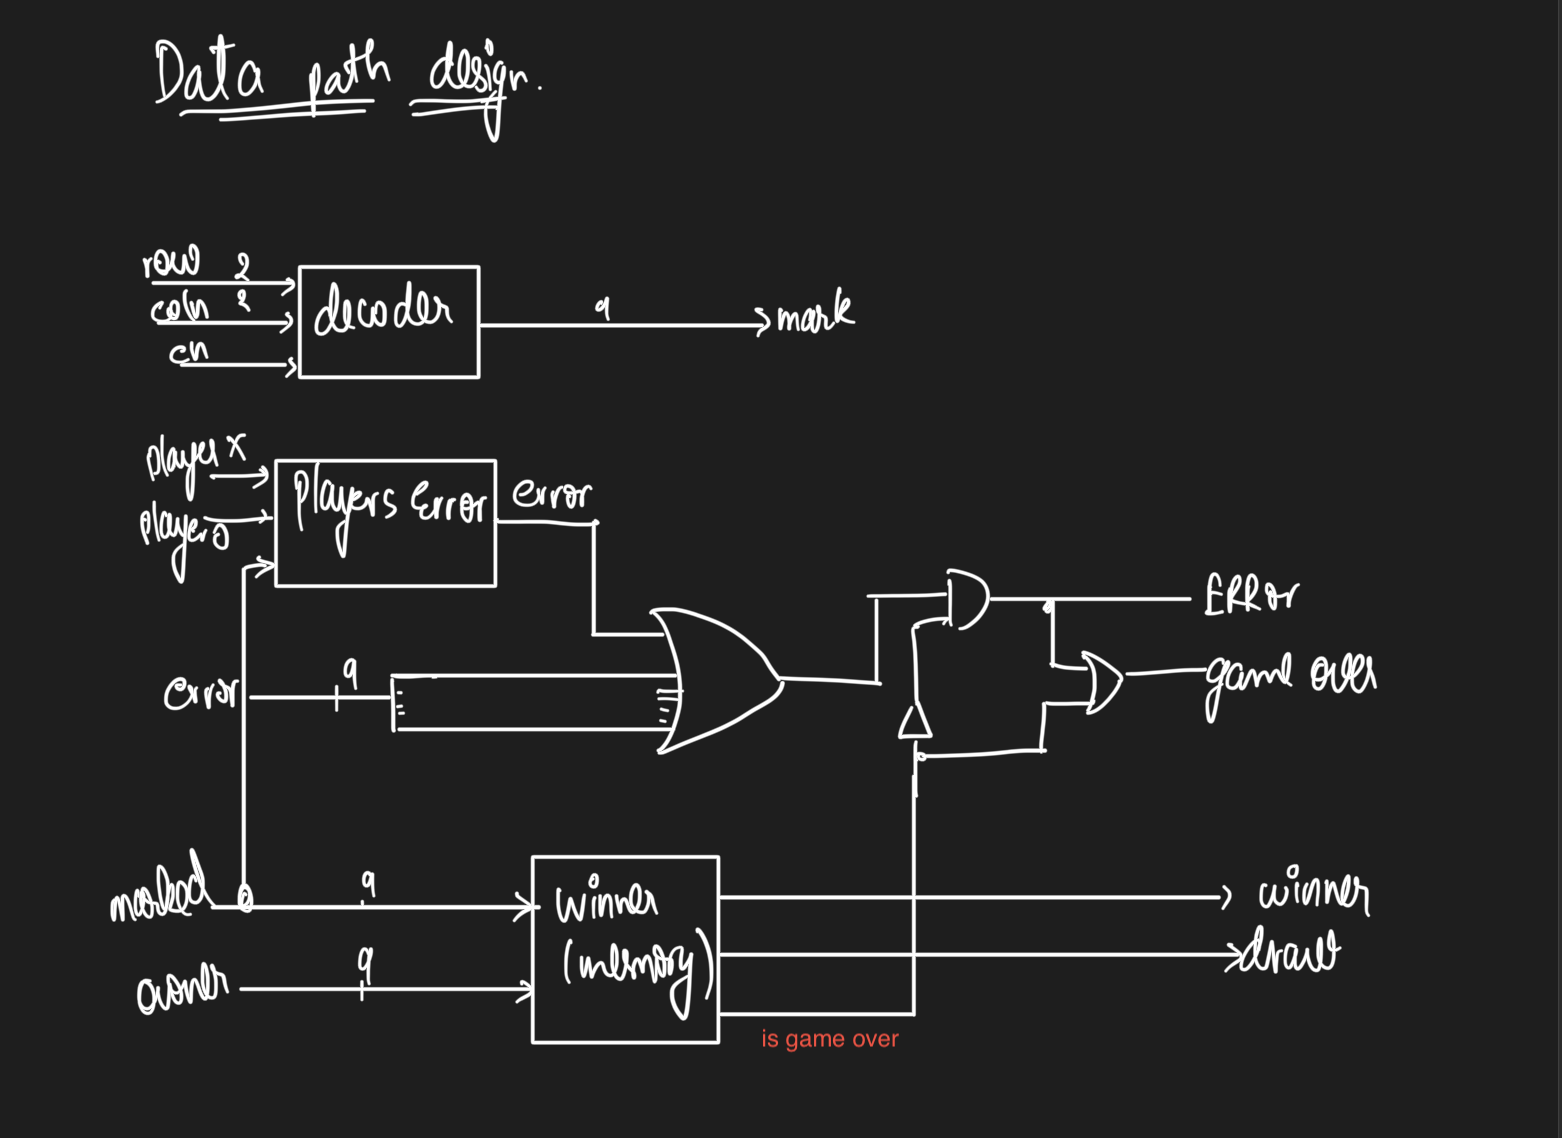 Data path design.
row 2
coln 2
en
decoder
9
mark
player X
player O
Players Error
error
error
9
ERRor
game over
marked
9
owner
9
winner
(memory)
winner
draw
is game over